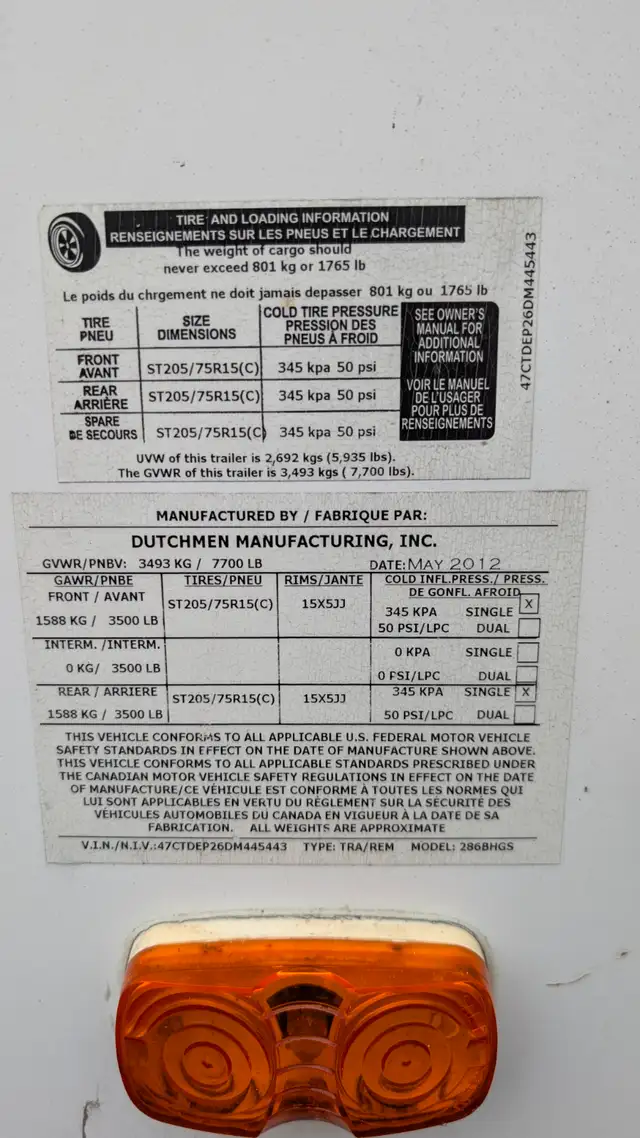 TIRE AND LOADING INFORMATION
RENSEIGNEMENTS SUR LES PNEUS ET LE CHARGEMENT
The weight of cargo should
never exceed 801 kg or 1765 lb
Le poids du chrgement ne doit jamais depasser 801 kg ou 1765 lb
TIRE PNEU
SIZE DIMENSIONS
COLD TIRE PRESSURE
PRESSION DES
PNEUS À FROID
FRONT AVANT ST205/75R15(C) 345 kpa 50 psi
REAR ARRIÈRE ST205/75R15(C) 345 kpa 50 psi
SPARE DE SECOURS ST205/75R15(C) 345 kpa 50 psi
SEE OWNER'S
MANUAL FOR
ADDITIONAL
INFORMATION
VOIR LE MANUEL
DE L'USAGER
POUR PLUS DE
RENSEIGNEMENTS
47CTDEP26DM445443
UVW of this trailer is 2,692 kgs (5,935 lbs).
The GVWR of this trailer is 3,493 kgs ( 7,700 lbs).
MANUFACTURED BY / FABRIQUE PAR:
DUTCHMEN MANUFACTURING, INC.
GVWR/PNBV: 3493 KG / 7700 LB DATE: MAY 2012
GAWR/PNBE TIRES/PNEU RIMS/JANTE COLD INFL.PRESS./ PRESS.
DE GONFL. AFROID
FRONT / AVANT ST205/75R15(C) 15X5JJ 345 KPA SINGLE X
1588 KG / 3500 LB 50 PSI/LPC DUAL
INTERM. /INTERM. 0 KPA SINGLE
0 KG/ 3500 LB 0 PSI/LPC DUAL
REAR / ARRIERE ST205/75R15(C) 15X5JJ 345 KPA SINGLE X
1588 KG / 3500 LB 50 PSI/LPC DUAL
THIS VEHICLE CONFORMS TO ALL APPLICABLE U.S. FEDERAL MOTOR VEHICLE
SAFETY STANDARDS IN EFFECT ON THE DATE OF MANUFACTURE SHOWN ABOVE.
THIS VEHICLE CONFORMS TO ALL APPLICABLE STANDARDS PRESCRIBED UNDER
THE CANADIAN MOTOR VEHICLE SAFETY REGULATIONS IN EFFECT ON THE DATE
OF MANUFACTURE/CE VÉHICULE EST CONFORME À TOUTES LES NORMES QUI
LUI SONT APPLICABLES EN VERTU DU RÈGLEMENT SUR LA SÉCURITÉ DES
VÉHICULES AUTOMOBILES DU CANADA EN VIGUEUR À LA DATE DE SA
FABRICATION. ALL WEIGHTS ARE APPROXIMATE
V.I.N./N.I.V.:47CTDEP26DM445443 TYPE: TRA/REM MODEL: 286BHGS